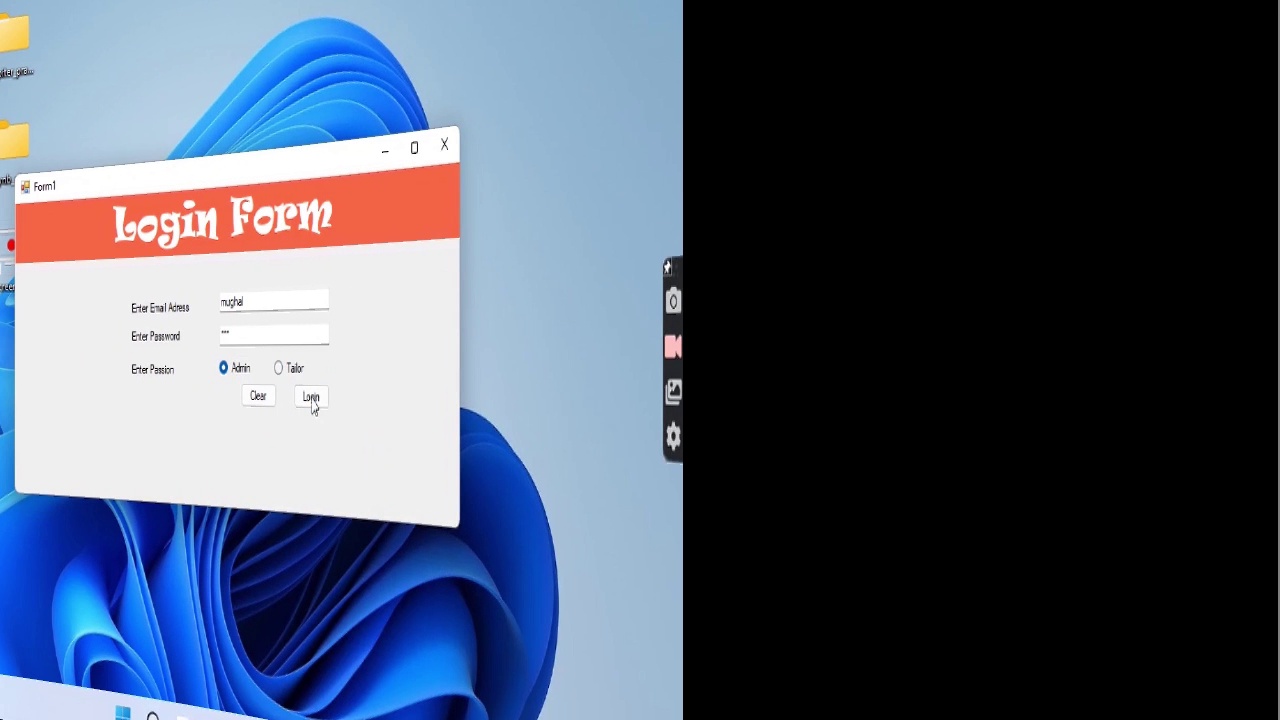 Form1
Login Form
Enter Email Adress mughal
Enter Password ***
Enter Passion Admin Tailor
Clear Login